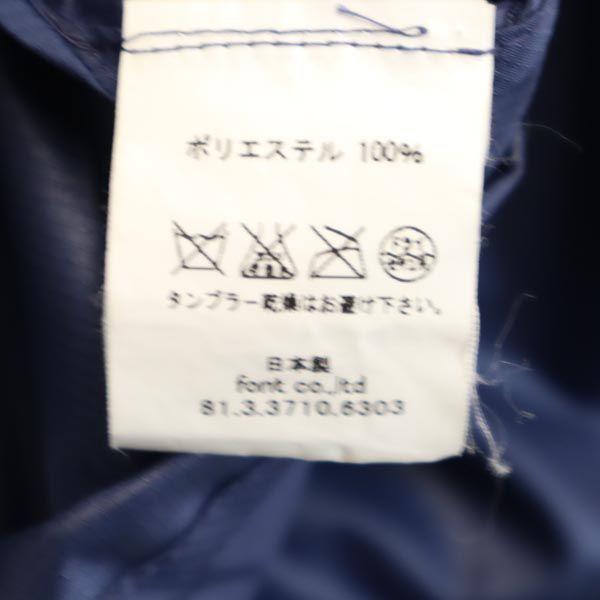 ポリエステル 100%
タンブラー乾燥はお避け下さい。
日本製
font co.,ltd
81.3.3710.6303